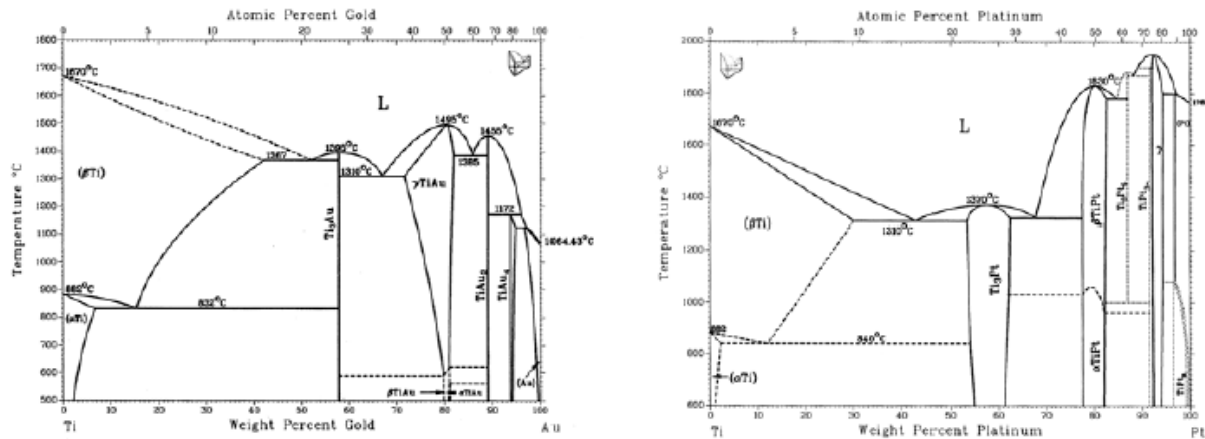 Atomic Percent Gold
0 5 10 20 30 40 50 60 70 80 100
Temperature °C
1800
1700
1600
1500
1400
1300
1200
1100
1000
900
800
700
600
500
1670°C
L
1495°C
1455°C
1367
1395°C
1310°C
1385
(βTi)
γTiAu
1172
1064.43°C
Ti₃Au
TiAu₂
TiAu₄
882°C
832°C
(αTi)
(Au)
βTiAu
αTiAu
0 10 20 30 40 50 60 70 80 90 100
Ti
Weight Percent Gold
Au
Atomic Percent Platinum
0 5 10 20 30 40 50 60 70 80 100
Temperature °C
2000
1800
1600
1400
1200
1000
800
600
1830°C
1670°C
L
1370°C
1310°C
(βTi)
βTiPt
Ti₃Pt
γ
840°C
αTiPt
(αTi)
TiPt₈
0 10 20 30 40 50 60 70 80 90 100
Ti
Weight Percent Platinum
Pt